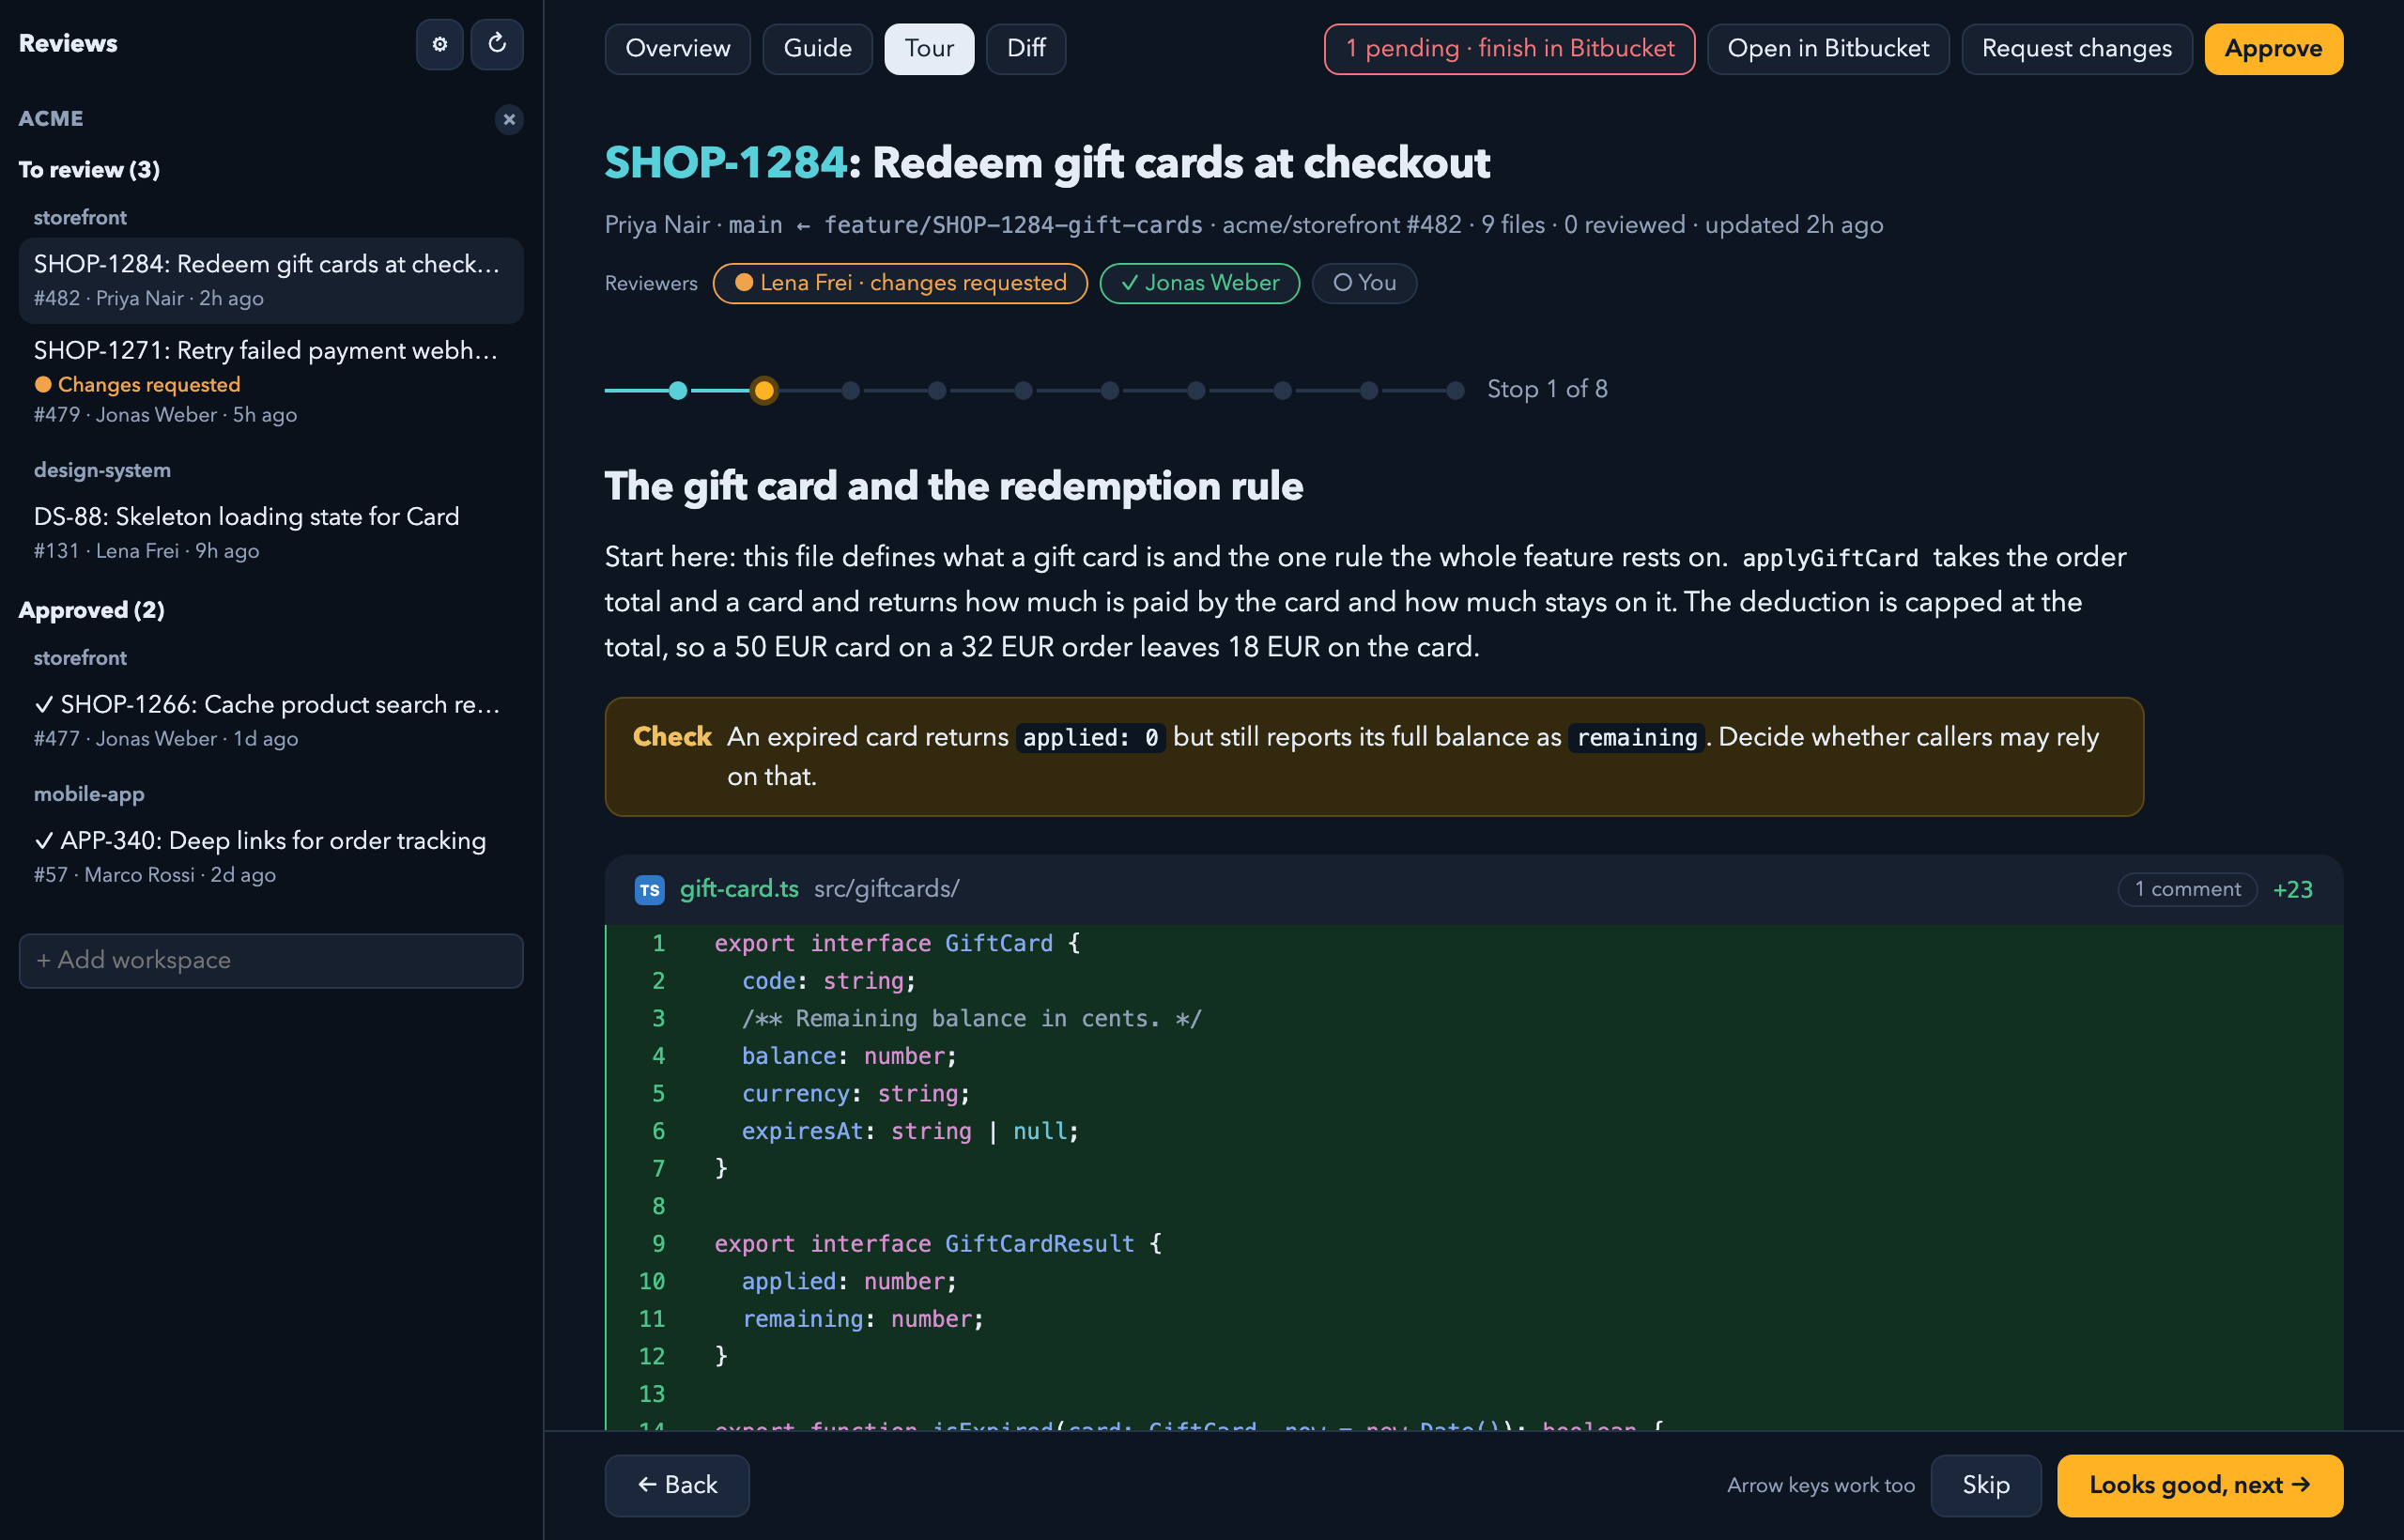 Reviews
ACME
To review (3)
storefront
SHOP-1284: Redeem gift cards at check…
#482 · Priya Nair · 2h ago
SHOP-1271: Retry failed payment webh…
Changes requested
#479 · Jonas Weber · 5h ago
design-system
DS-88: Skeleton loading state for Card
#131 · Lena Frei · 9h ago
Approved (2)
storefront
✓ SHOP-1266: Cache product search re…
#477 · Jonas Weber · 1d ago
mobile-app
✓ APP-340: Deep links for order tracking
#57 · Marco Rossi · 2d ago
+ Add workspace
Overview Guide Tour Diff 1 pending · finish in Bitbucket Open in Bitbucket Request changes Approve
SHOP-1284: Redeem gift cards at checkout
Priya Nair · main ← feature/SHOP-1284-gift-cards · acme/storefront #482 · 9 files · 0 reviewed · updated 2h ago
Reviewers Lena Frei · changes requested ✓ Jonas Weber You
Stop 1 of 8
The gift card and the redemption rule
Start here: this file defines what a gift card is and the one rule the whole feature rests on. applyGiftCard takes the order
total and a card and returns how much is paid by the card and how much stays on it. The deduction is capped at the
total, so a 50 EUR card on a 32 EUR order leaves 18 EUR on the card.
Check An expired card returns applied: 0 but still reports its full balance as remaining. Decide whether callers may rely
on that.
TS gift-card.ts src/giftcards/ 1 comment +23
1 export interface GiftCard {
2 code: string;
3 /** Remaining balance in cents. */
4 balance: number;
5 currency: string;
6 expiresAt: string | null;
7 }
8
9 export interface GiftCardResult {
10 applied: number;
11 remaining: number;
12 }
13
14 export function isExpired(card: GiftCard, now = new Date()): boolean {
← Back Arrow keys work too Skip Looks good, next →